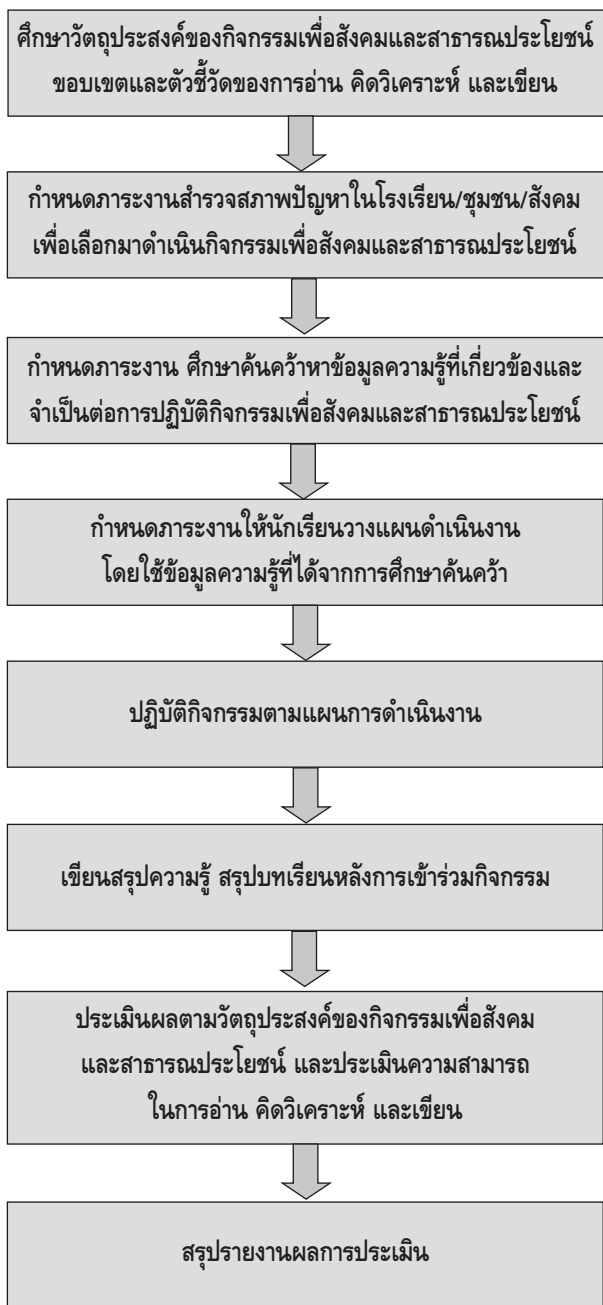 ศึกษาวัตถุประสงค์ของกิจกรรมเพื่อสังคมและสาธารณประโยชน์
ขอบเขตและตัวชี้วัดของการอ่าน คิดวิเคราะห์ และเขียน
กำหนดภาระงานสำรวจสภาพปัญหาในโรงเรียน/ชุมชน/สังคม
เพื่อเลือกมาดำเนินกิจกรรมเพื่อสังคมและสาธารณประโยชน์
กำหนดภาระงาน ศึกษาค้นคว้าหาข้อมูลความรู้ที่เกี่ยวข้องและ
จำเป็นต่อการปฏิบัติกิจกรรมเพื่อสังคมและสาธารณประโยชน์
กำหนดภาระงานให้นักเรียนวางแผนดำเนินงาน
โดยใช้ข้อมูลความรู้ที่ได้จากการศึกษาค้นคว้า
ปฏิบัติกิจกรรมตามแผนการดำเนินงาน
เขียนสรุปความรู้ สรุปบทเรียนหลังการเข้าร่วมกิจกรรม
ประเมินผลตามวัตถุประสงค์ของกิจกรรมเพื่อสังคม
และสาธารณประโยชน์ และประเมินความสามารถ
ในการอ่าน คิดวิเคราะห์ และเขียน
สรุปรายงานผลการประเมิน